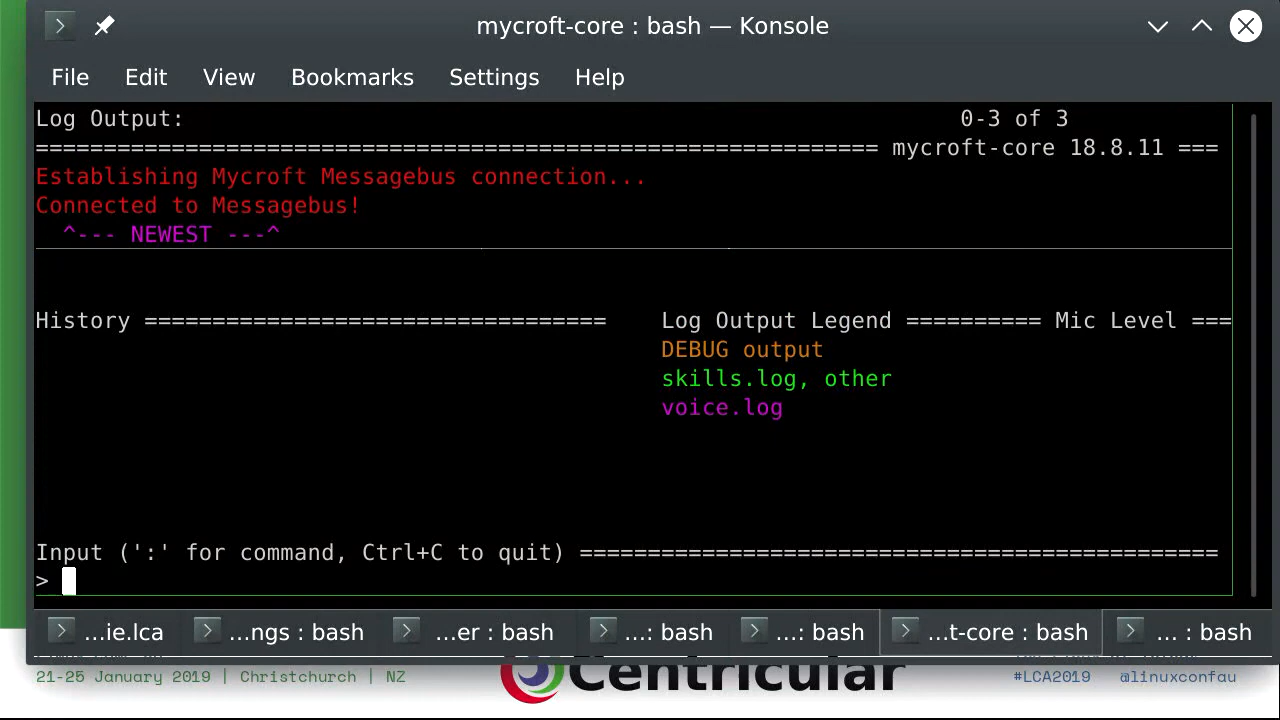 mycroft-core : bash — Konsole
File Edit View Bookmarks Settings Help
Log Output: 0-3 of 3
============================================================== mycroft-core 18.8.11 ===
Establishing Mycroft Messagebus connection...
Connected to Messagebus!
^--- NEWEST ---^
History ================================== Log Output Legend ========== Mic Level ===
DEBUG output
skills.log, other
voice.log
Input (':' for command, Ctrl+C to quit) ===============================================
>
...ie.lca ...ngs : bash ...er : bash ...: bash ...: bash ...t-core : bash ... : bash
21-25 January 2019 | Christchurch | NZ Centricular #LCA2019 @linuxconfau